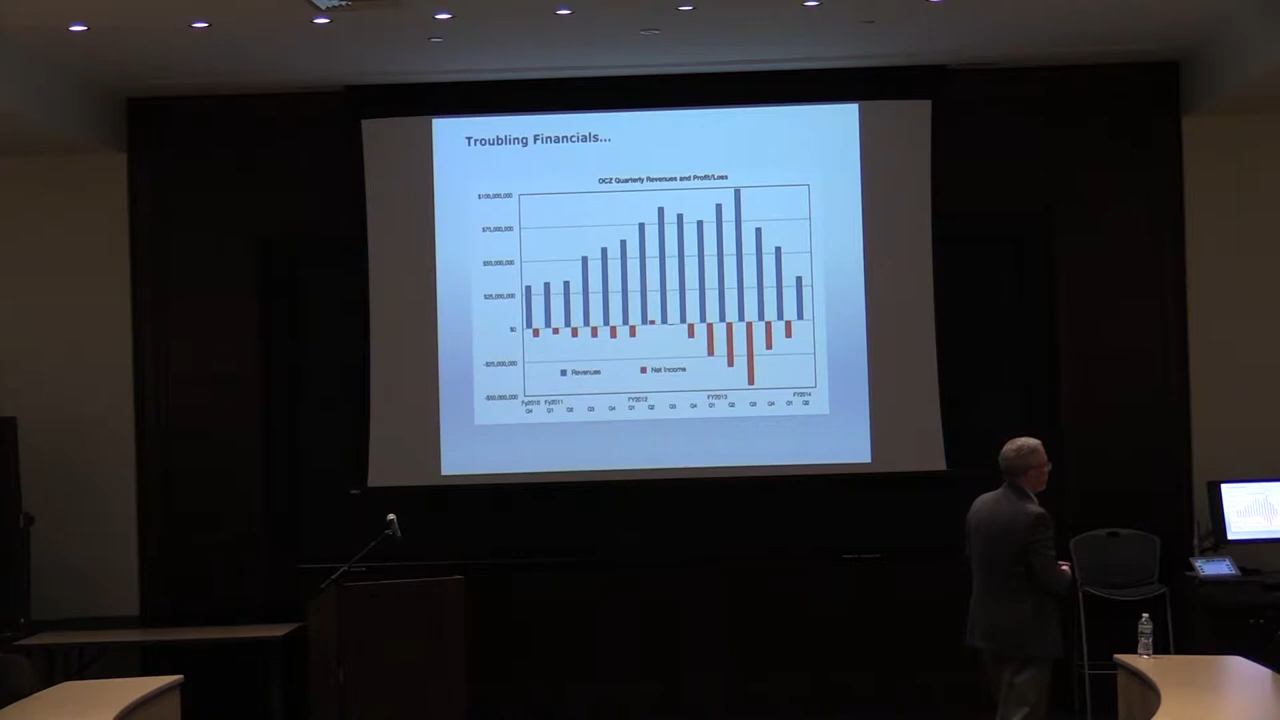 Troubling Financials...
OCZ Quarterly Revenues and Profit/Loss
$100,000,000
$75,000,000
$50,000,000
$25,000,000
$0
-$25,000,000
-$50,000,000
Revenues
Net Income
Fy2010 Fy2011 FY2012 FY2013 FY2014
Q4 Q1 Q2 Q3 Q4 Q1 Q2 Q3 Q4 Q1 Q2 Q3 Q4 Q1 Q2